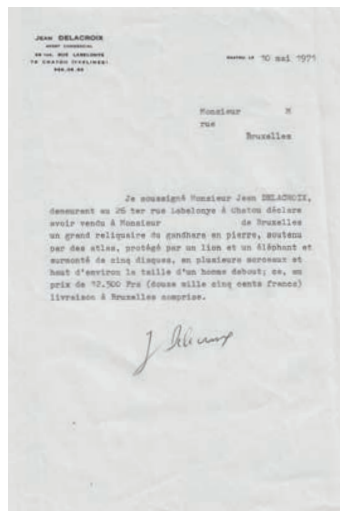 JEAN DELACROIX
AGENT COMMERCIAL
26 ter, RUE LABELONYE
78 CHATOU (YVELINES)
CHATOU LE 10 mai 1971
Monsieur M
rue
Bruxelles
Je soussigné Monsieur Jean DELACROIX,
demeurant au 26 ter rue Labelonye à Chatou déclare
avoir vendu à Monsieur de Bruxelles
un grand reliquaire du gandhara en pierre, soutenu
par des atlas, protégé par un lion et un éléphant et
surmonté de cinq disques, en plusieurs morceaux et
haut d'environ la taille d'un homme debout; ce, au
prix de 12.500 Frs (douze mille cinq cents francs)
livraison à Bruxelles comprise.
J Delacroix